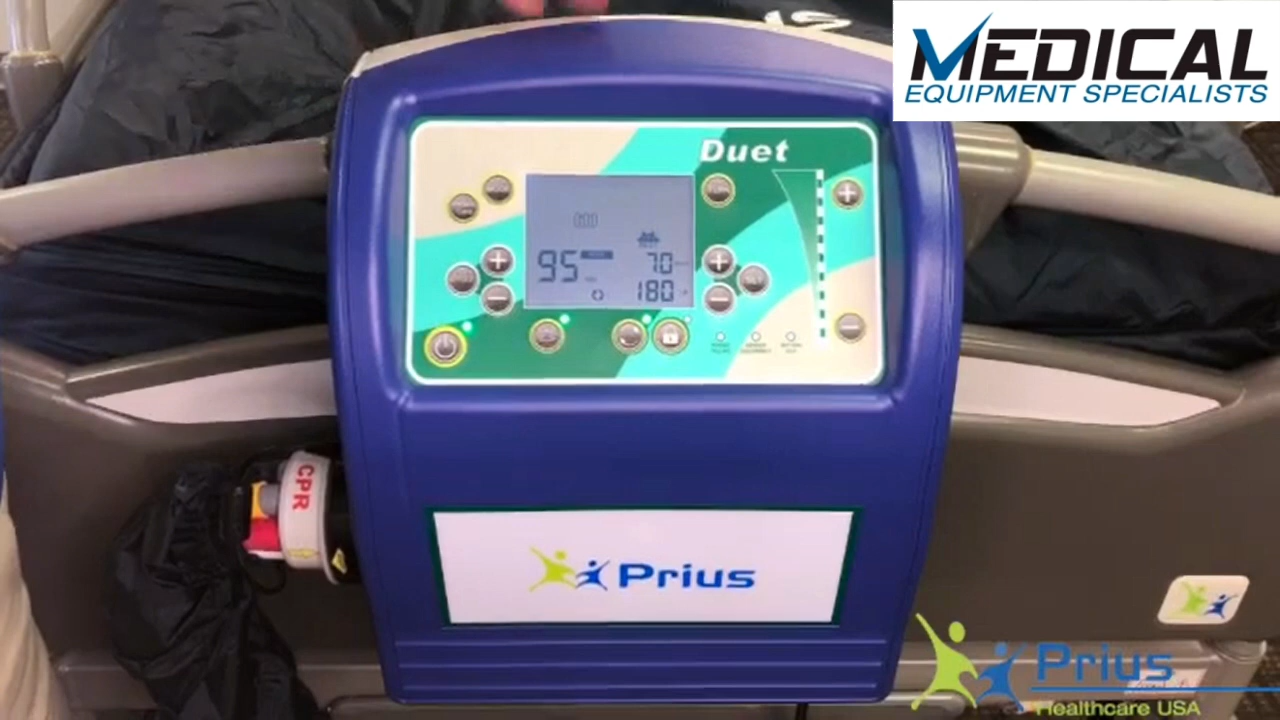 MEDICAL
EQUIPMENT SPECIALISTS
Duet
95
70
180
CPR
Prius
Prius
Healthcare USA